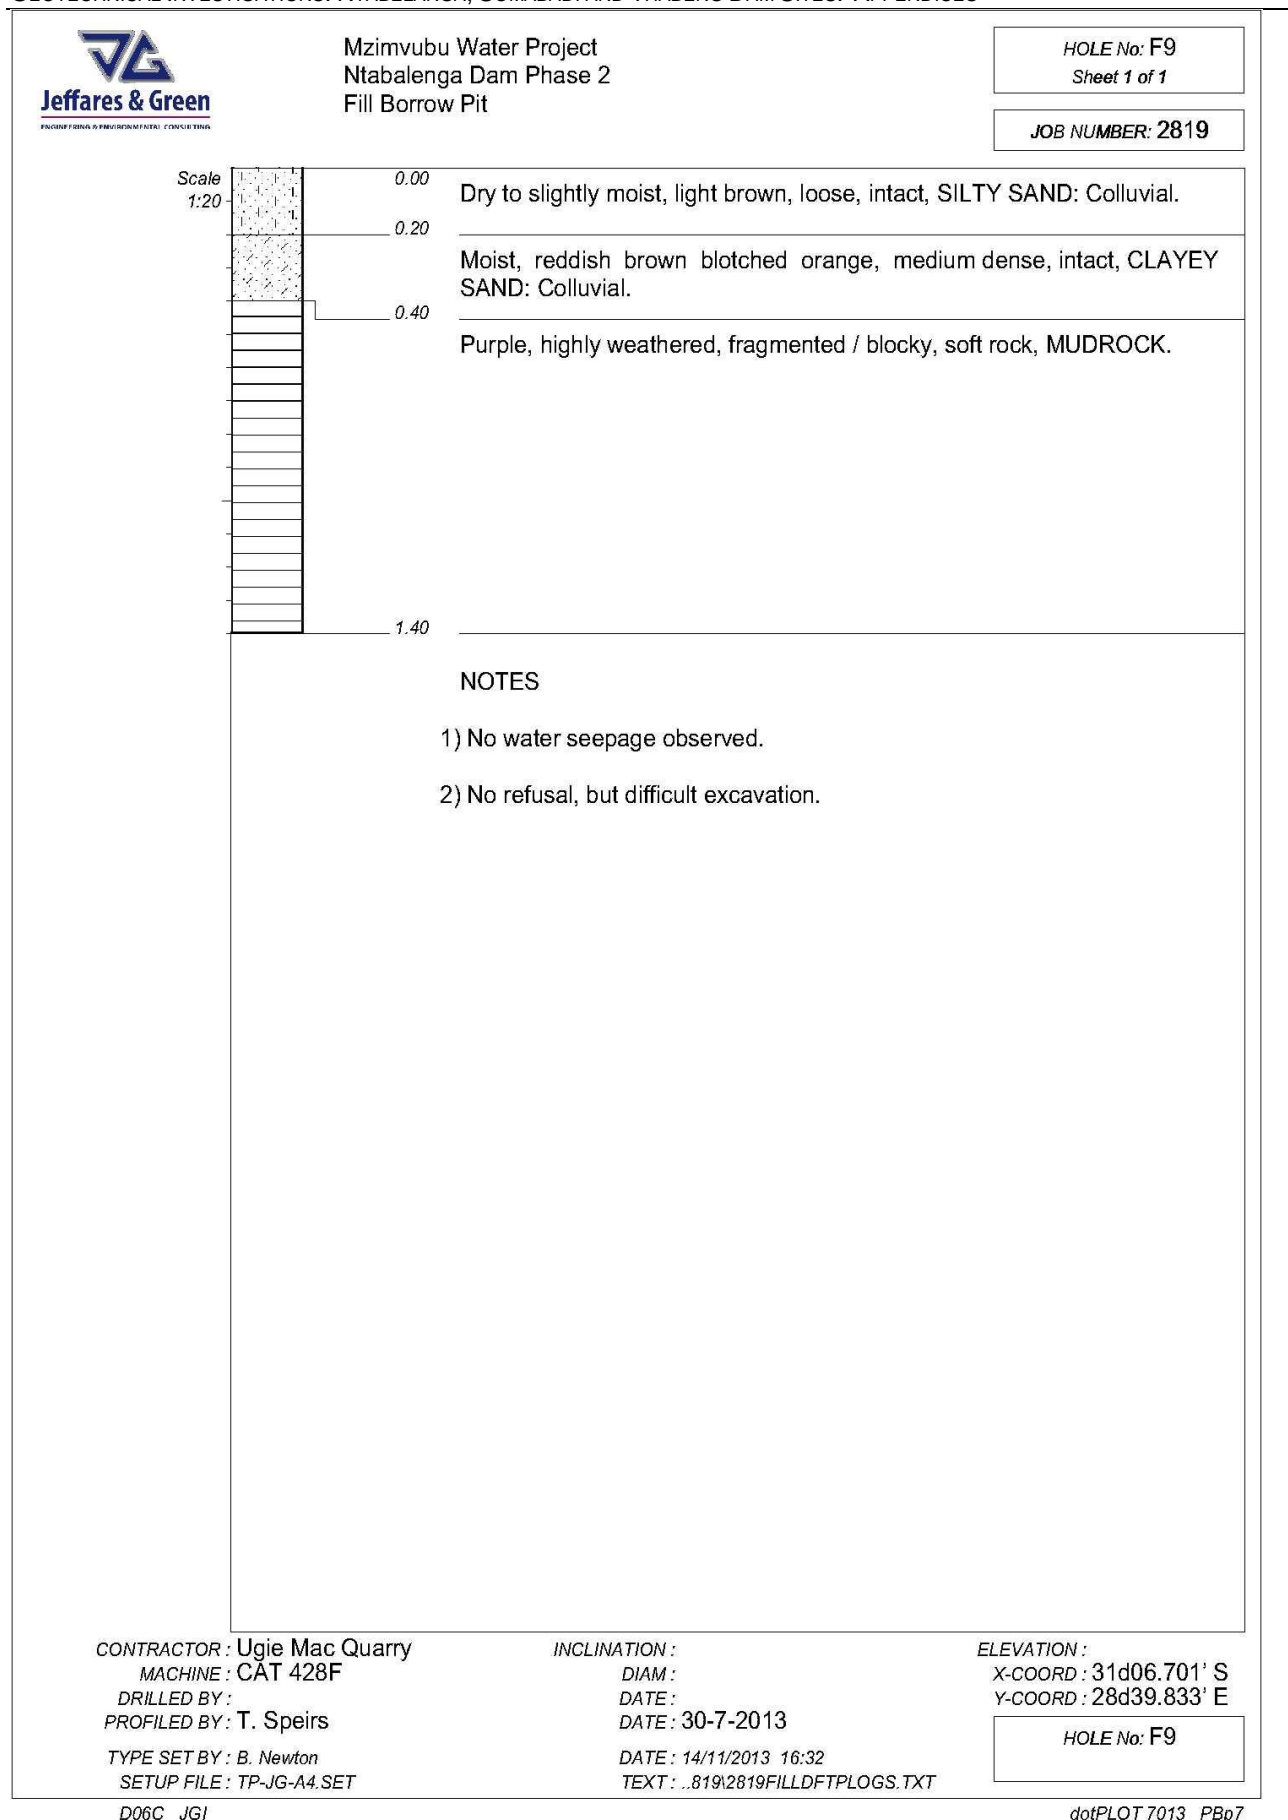 Jeffares & Green
ENGINEERING & ENVIRONMENTAL CONSULTING
Mzimvubu Water Project
Ntabalenga Dam Phase 2
Fill Borrow Pit
HOLE No: F9
Sheet 1 of 1
JOB NUMBER: 2819
Scale
1:20
0.00
Dry to slightly moist, light brown, loose, intact, SILTY SAND: Colluvial.
0.20
Moist, reddish brown blotched orange, medium dense, intact, CLAYEY
SAND: Colluvial.
0.40
Purple, highly weathered, fragmented / blocky, soft rock, MUDROCK.
1.40
NOTES
1) No water seepage observed.
2) No refusal, but difficult excavation.
CONTRACTOR : Ugie Mac Quarry
MACHINE : CAT 428F
DRILLED BY :
PROFILED BY : T. Speirs
TYPE SET BY : B. Newton
SETUP FILE : TP-JG-A4.SET
INCLINATION :
DIAM :
DATE :
DATE : 30-7-2013
DATE : 14/11/2013 16:32
TEXT : ..819\2819FILLDFTPLOGS.TXT
ELEVATION :
X-COORD : 31d06.701' S
Y-COORD : 28d39.833' E
HOLE No: F9
D06C JGI
dotPLOT 7013 PBp7